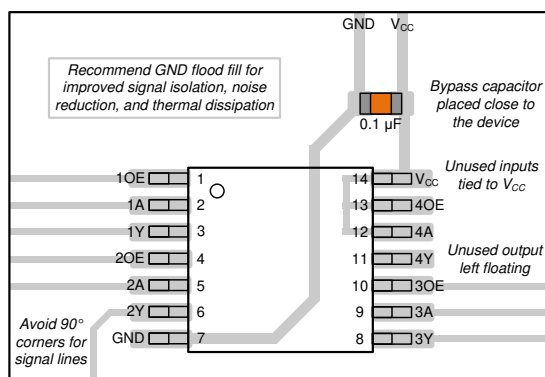 GND V_CC
Recommend GND flood fill for
improved signal isolation, noise
reduction, and thermal dissipation
Bypass capacitor
placed close to
the device
0.1 µF
Unused inputs
tied to V_CC
1OE 1 14 V_CC
1A 2 13 4OE
1Y 3 12 4A
2OE 4 11 4Y
Unused output
left floating
2A 5 10 3OE
2Y 6 9 3A
GND 7 8 3Y
Avoid 90°
corners for
signal lines